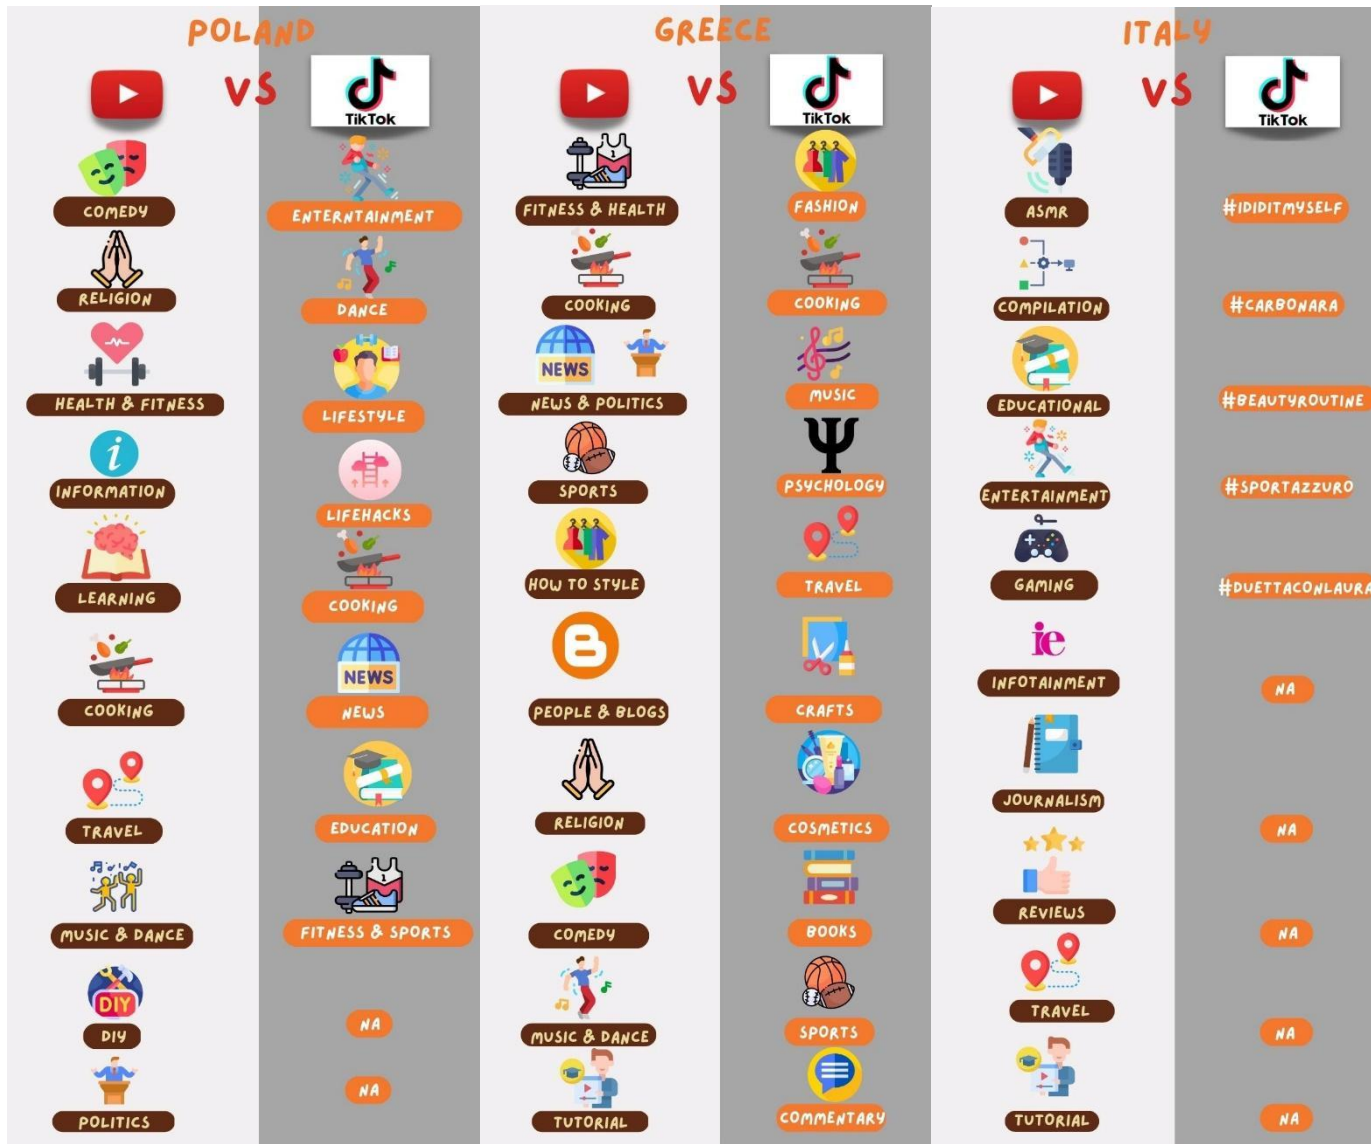 POLAND
VS
TikTok
COMEDY
RELIGION
HEALTH & FITNESS
INFORMATION
LEARNING
COOKING
TRAVEL
MUSIC & DANCE
DIY
DIY
POLITICS
ENTERNTAINMENT
DANCE
LIFESTYLE
LIFEHACKS
COOKING
NEWS
NEWS
EDUCATION
FITNESS & SPORTS
NA
NA
GREECE
VS
TikTok
FITNESS & HEALTH
COOKING
NEWS
NEWS & POLITICS
SPORTS
HOW TO STYLE
PEOPLE & BLOGS
RELIGION
COMEDY
MUSIC & DANCE
TUTORIAL
FASHION
COOKING
MUSIC
PSYCHOLOGY
TRAVEL
CRAFTS
COSMETICS
BOOKS
SPORTS
COMMENTARY
ITALY
VS
TikTok
ASMR
COMPILATION
EDUCATIONAL
ENTERTAINMENT
GAMING
ie
INFOTAINMENT
JOURNALISM
REVIEWS
TRAVEL
TUTORIAL
#IDIDITMYSELF
#CARBONARA
#BEAUTYROUTINE
#SPORTAZZURO
#DUETTACONLAURA
NA
NA
NA
NA
NA